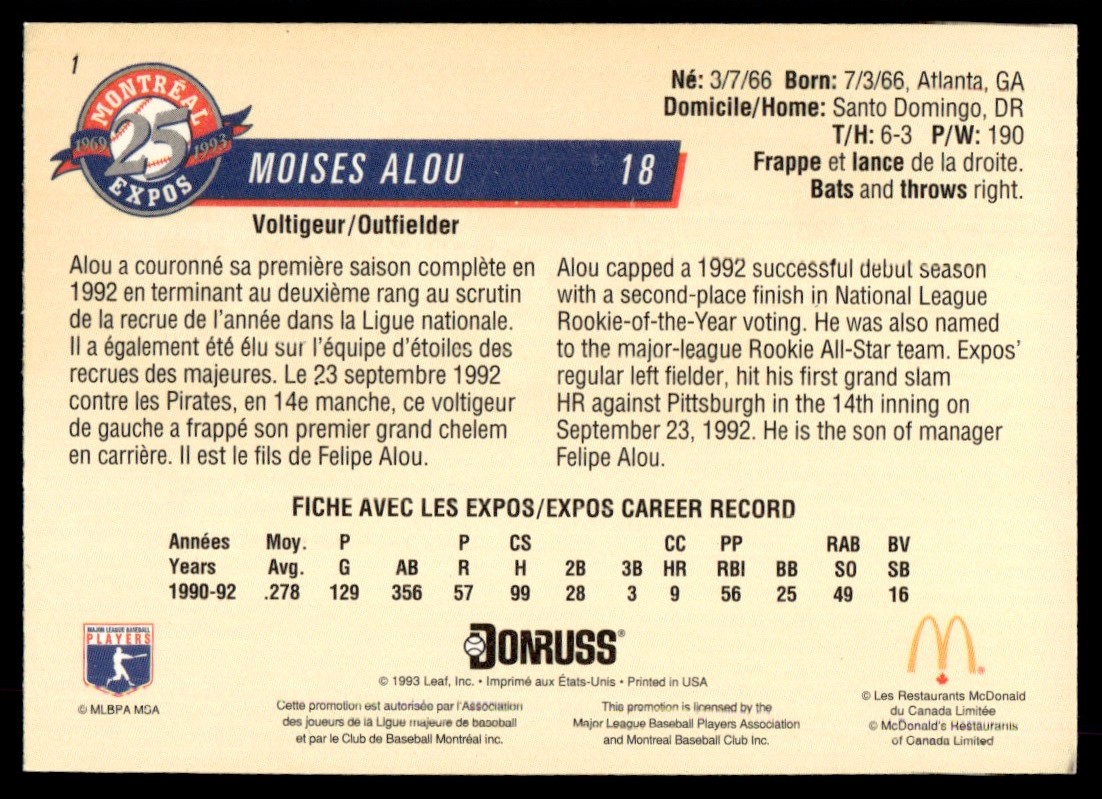 1
MONTRÉAL
25
1969 1993
EXPOS
MOISES ALOU 18
Voltigeur/Outfielder
Né: 3/7/66 Born: 7/3/66, Atlanta, GA
Domicile/Home: Santo Domingo, DR
T/H: 6-3 P/W: 190
Frappe et lance de la droite.
Bats and throws right.
Alou a couronné sa première saison complète en
1992 en terminant au deuxième rang au scrutin
de la recrue de l'année dans la Ligue nationale.
Il a également été élu sur l'équipe d'étoiles des
recrues des majeures. Le 23 septembre 1992
contre les Pirates, en 14e manche, ce voltigeur
de gauche a frappé son premier grand chelem
en carrière. Il est le fils de Felipe Alou.
Alou capped a 1992 successful debut season
with a second-place finish in National League
Rookie-of-the-Year voting. He was also named
to the major-league Rookie All-Star team. Expos'
regular left fielder, hit his first grand slam
HR against Pittsburgh in the 14th inning on
September 23, 1992. He is the son of manager
Felipe Alou.
FICHE AVEC LES EXPOS/EXPOS CAREER RECORD
Années Moy. P P CS CC PP RAB BV
Years Avg. G AB R H 2B 3B HR RBI BB SO SB
1990-92 .278 129 356 57 99 28 3 9 56 25 49 16
MAJOR LEAGUE BASEBALL
PLAYERS
© MLBPA MSA
DONRUSS®
© 1993 Leaf, Inc. • Imprimé aux États-Unis • Printed in USA
Cette promotion est autorisée par l'Association
des joueurs de la Ligue majeure de baseball
et par le Club de Baseball Montréal inc.
This promotion is licensed by the
Major League Baseball Players Association
and Montreal Baseball Club Inc.
®
© Les Restaurants McDonald
du Canada Limitée
© McDonald's Restaurants
of Canada Limited